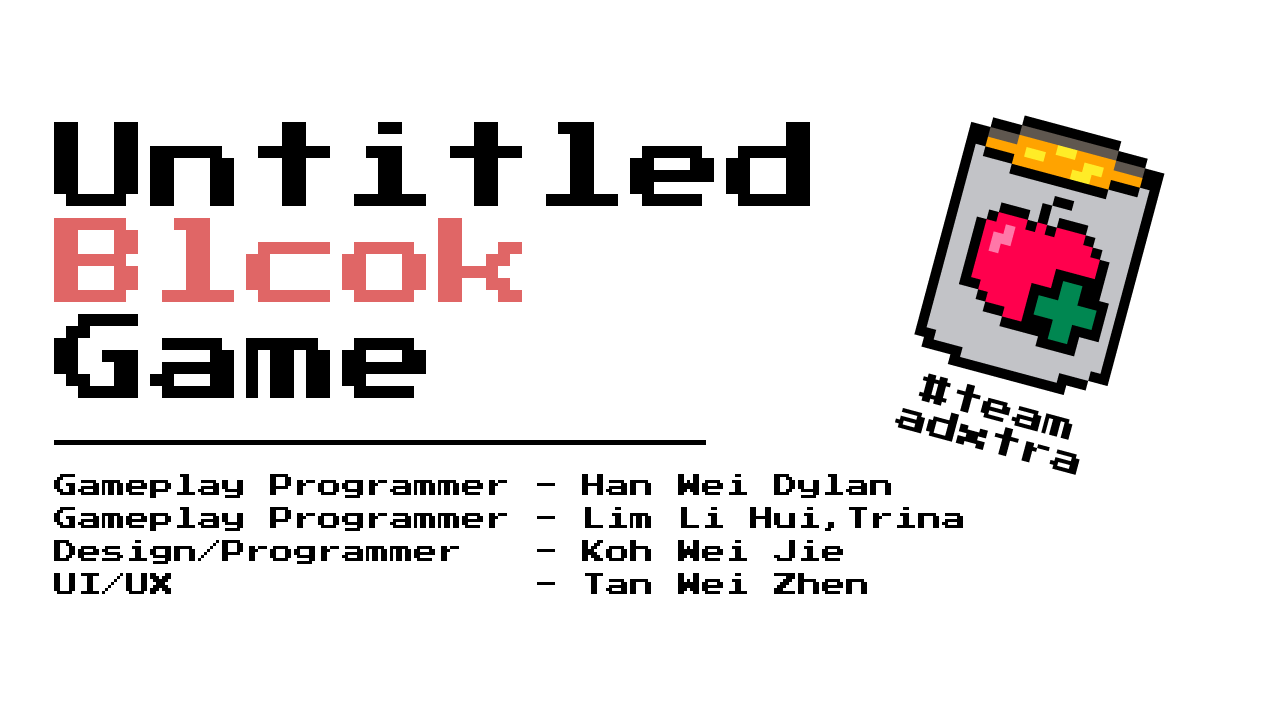 Untitled
Blcok
Game
#team
adxtra
Gameplay Programmer - Han Wei Dylan
Gameplay Programmer - Lim Li Hui,Trina
Design/Programmer - Koh Wei Jie
UI/UX - Tan Wei Zhen